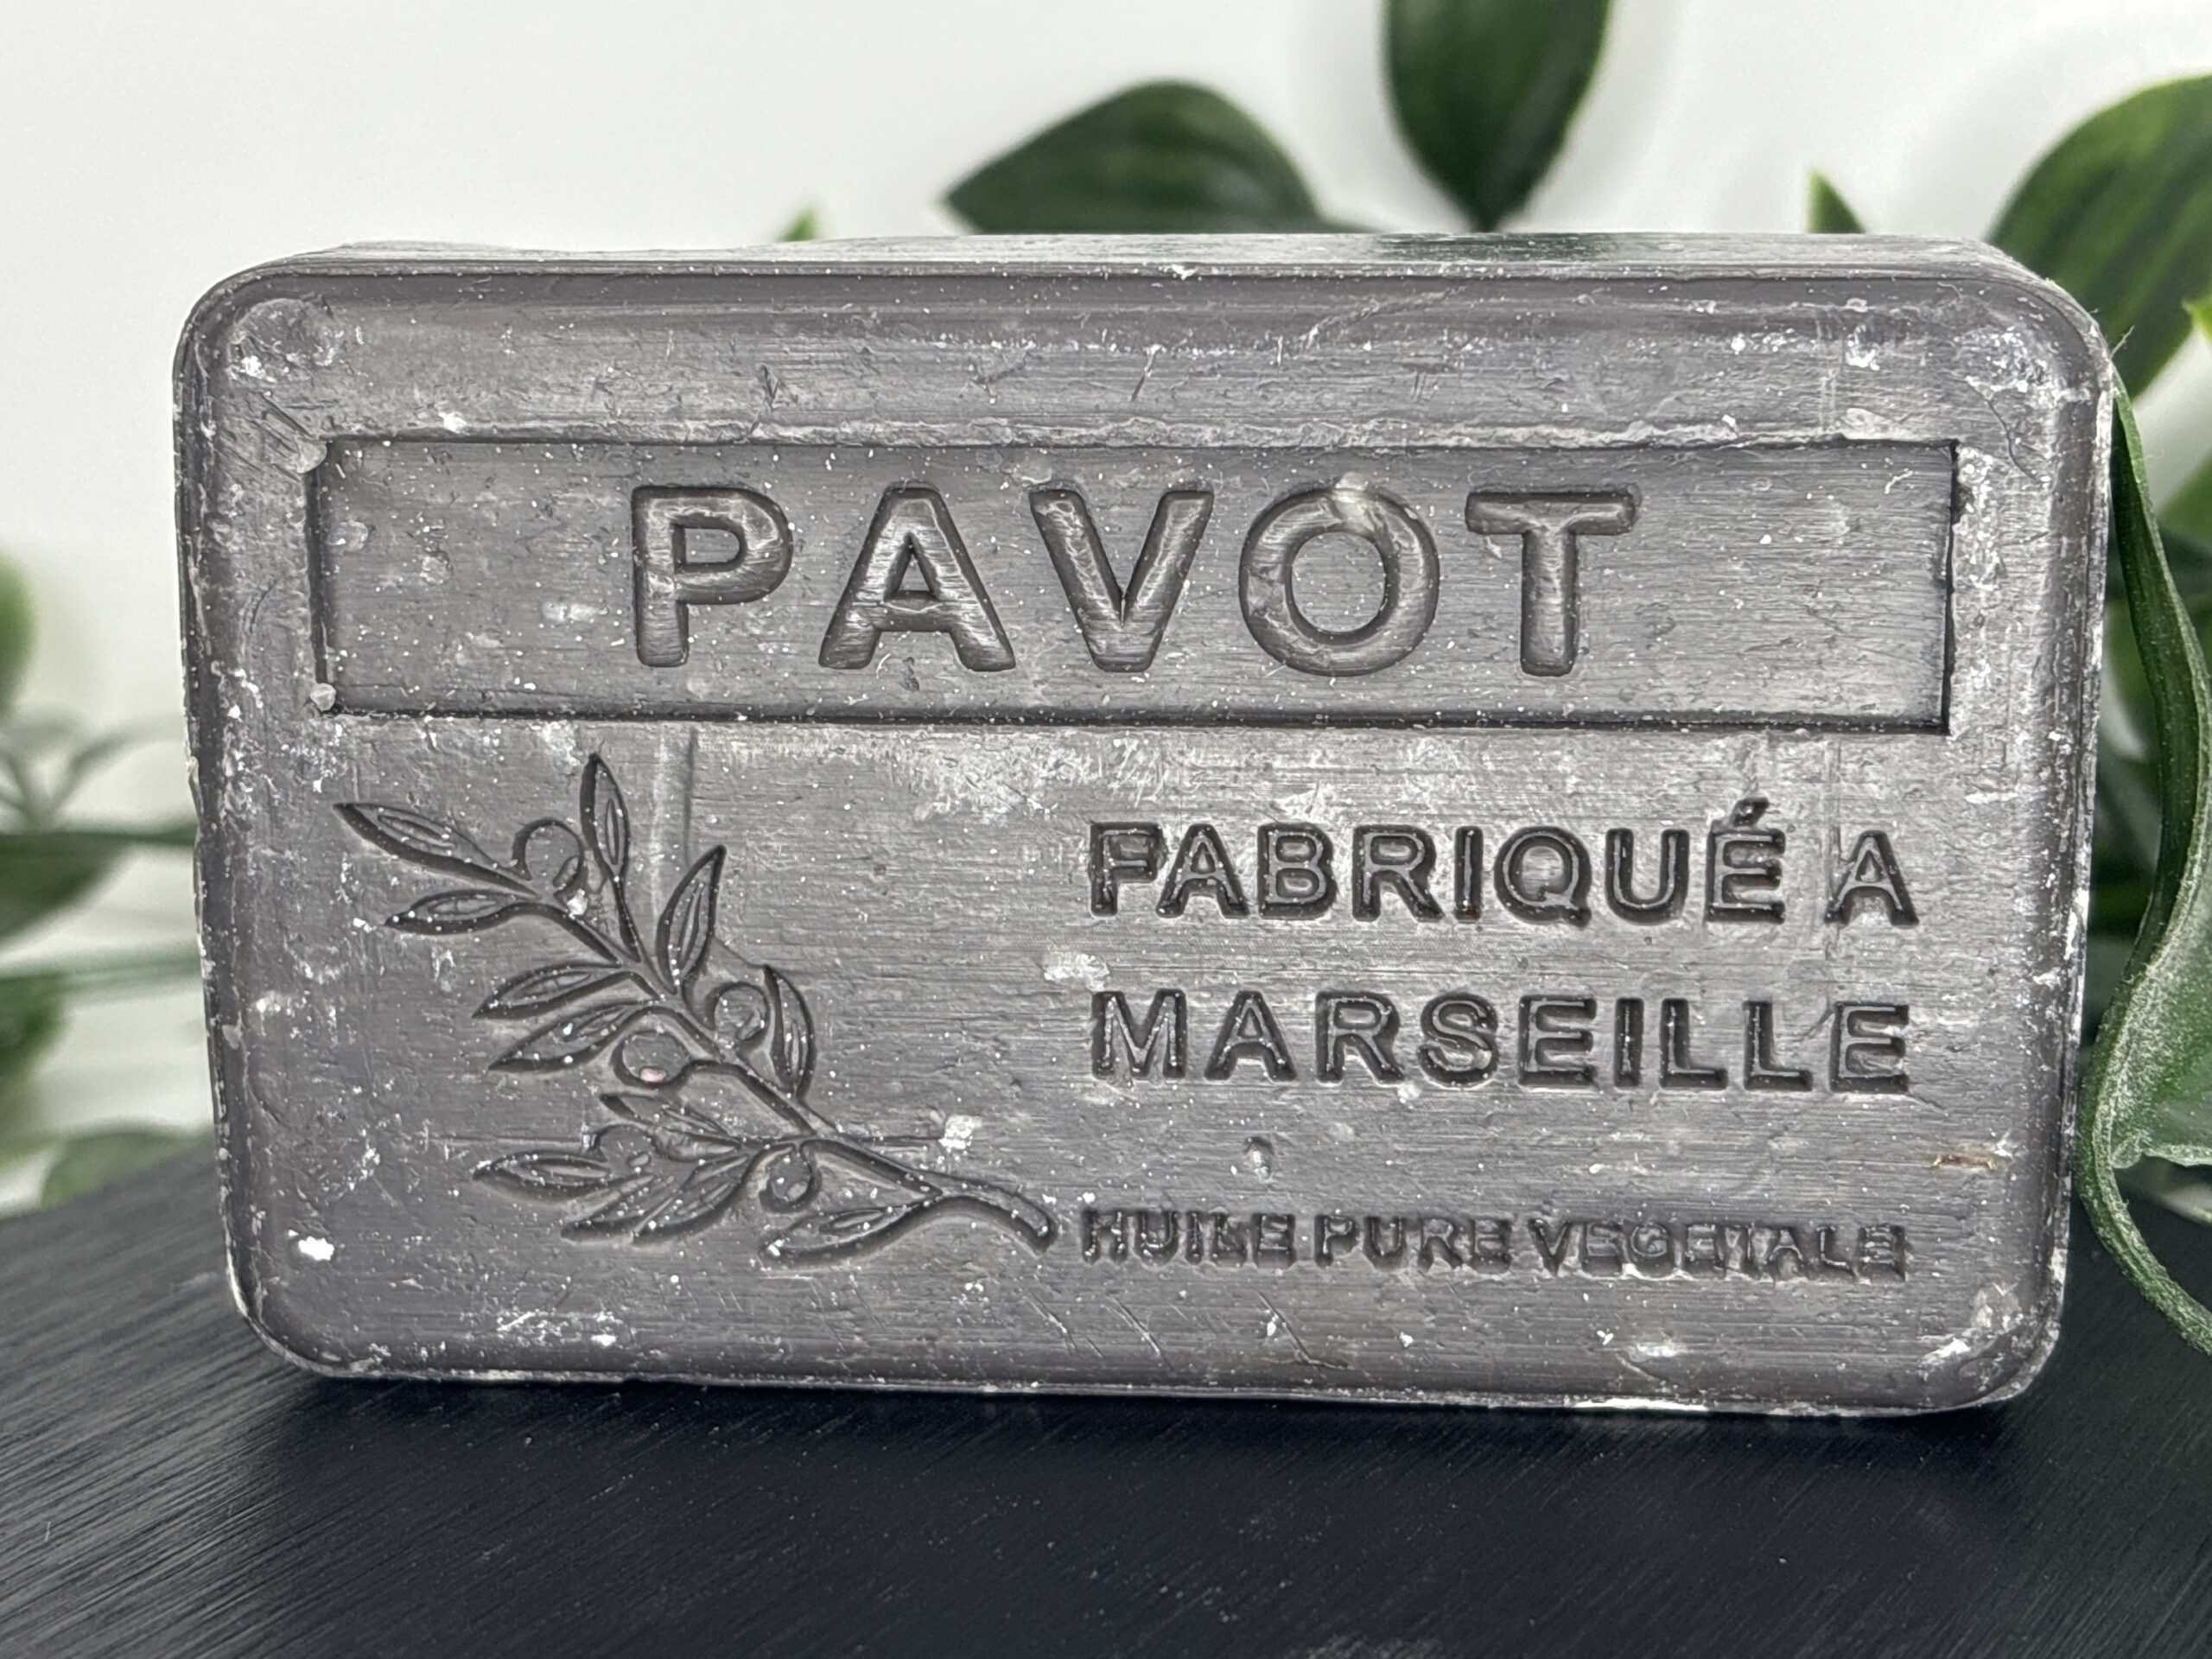 PAVOT
FABRIQUÉ A
MARSEILLE
HUILE PURE VEGETALE